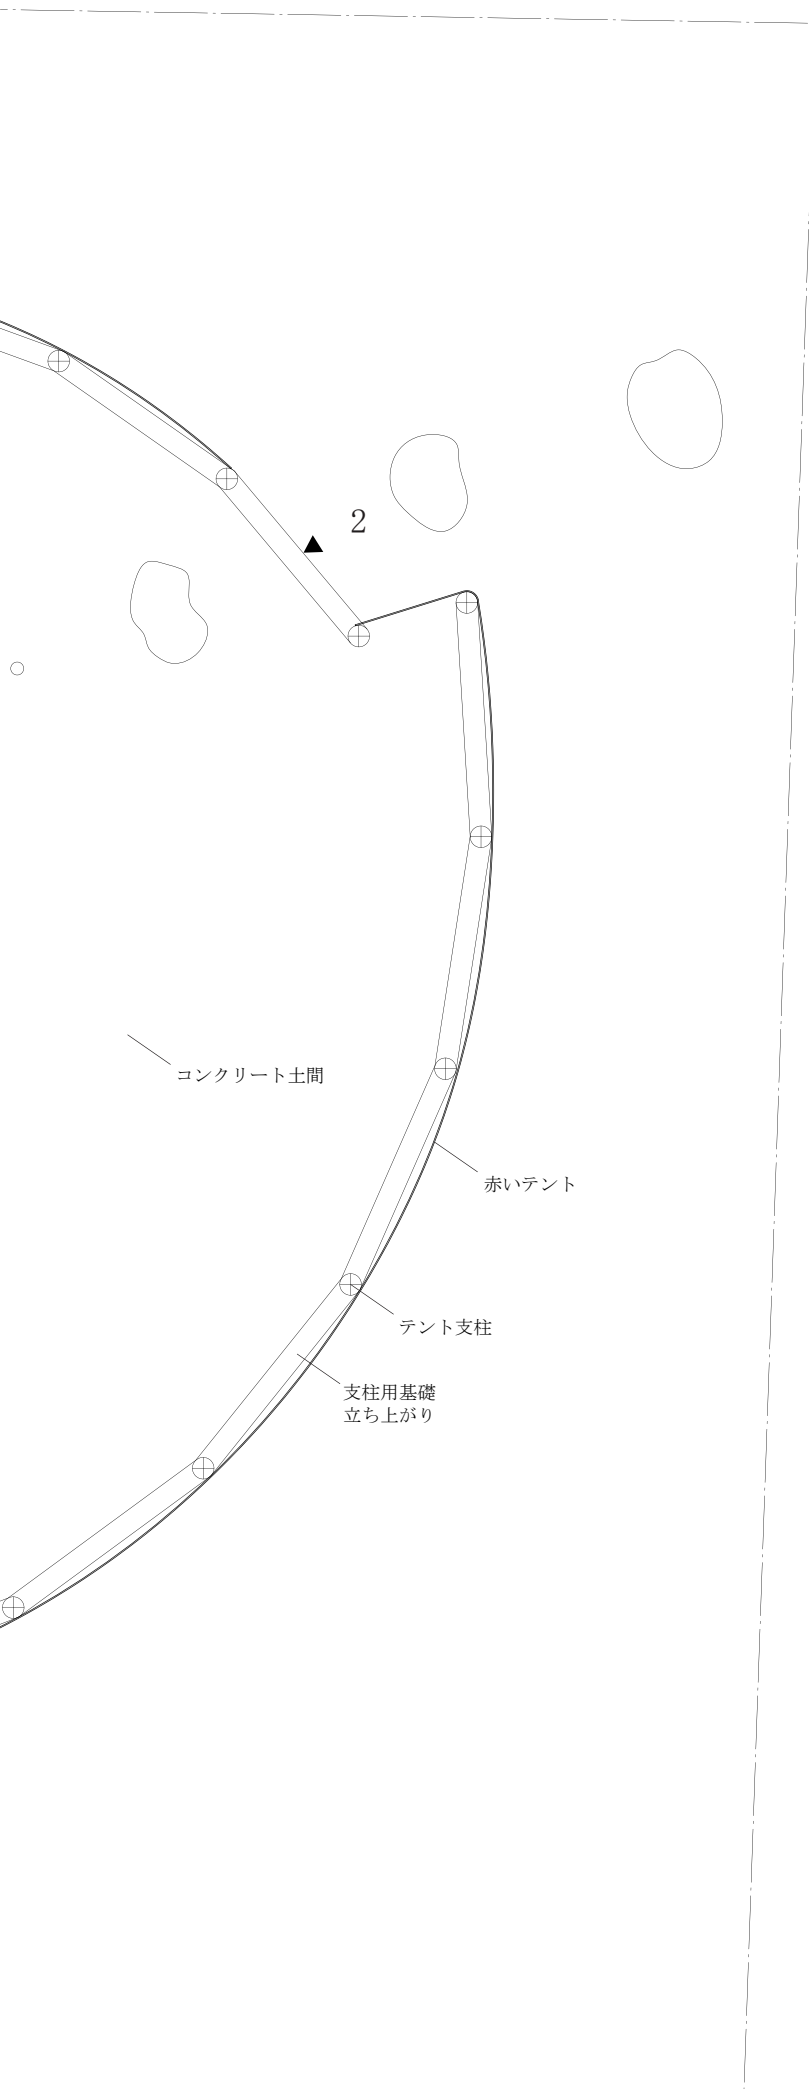 2
コンクリート土間
赤いテント
テント支柱
支柱用基礎
立ち上がり